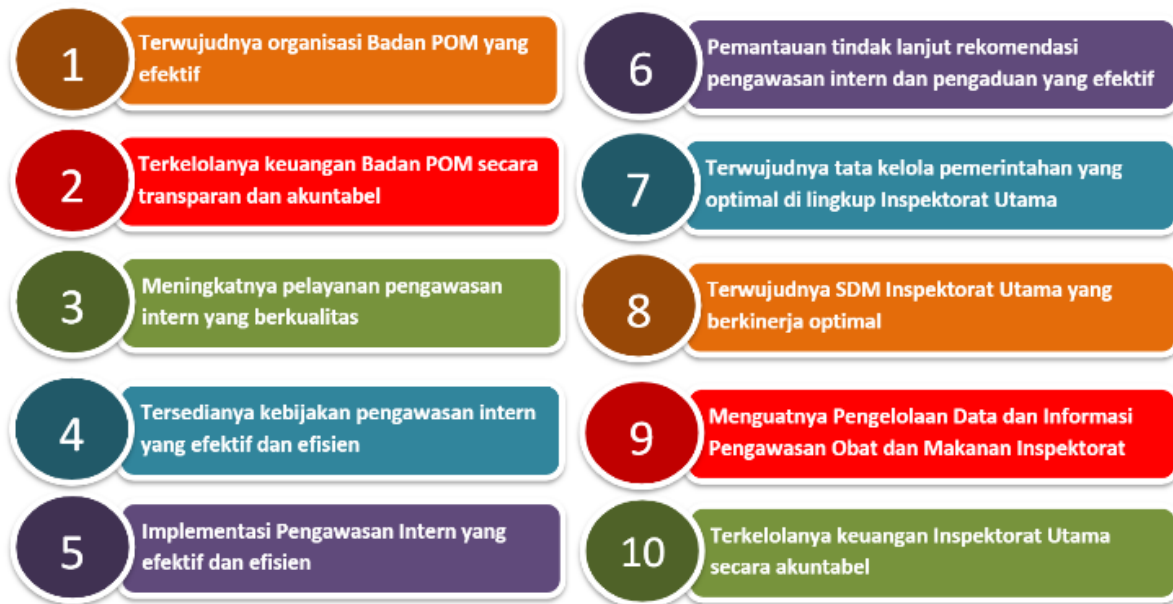 1
Terwujudnya organisasi Badan POM yang
efektif
2
Terkelolanya keuangan Badan POM secara
transparan dan akuntabel
3
Meningkatnya pelayanan pengawasan
intern yang berkualitas
4
Tersedianya kebijakan pengawasan intern
yang efektif dan efisien
5
Implementasi Pengawasan Intern yang
efektif dan efisien
6
Pemantauan tindak lanjut rekomendasi
pengawasan intern dan pengaduan yang efektif
7
Terwujudnya tata kelola pemerintahan yang
optimal di lingkup Inspektorat Utama
8
Terwujudnya SDM Inspektorat Utama yang
berkinerja optimal
9
Menguatnya Pengelolaan Data dan Informasi
Pengawasan Obat dan Makanan Inspektorat
10
Terkelolanya keuangan Inspektorat Utama
secara akuntabel